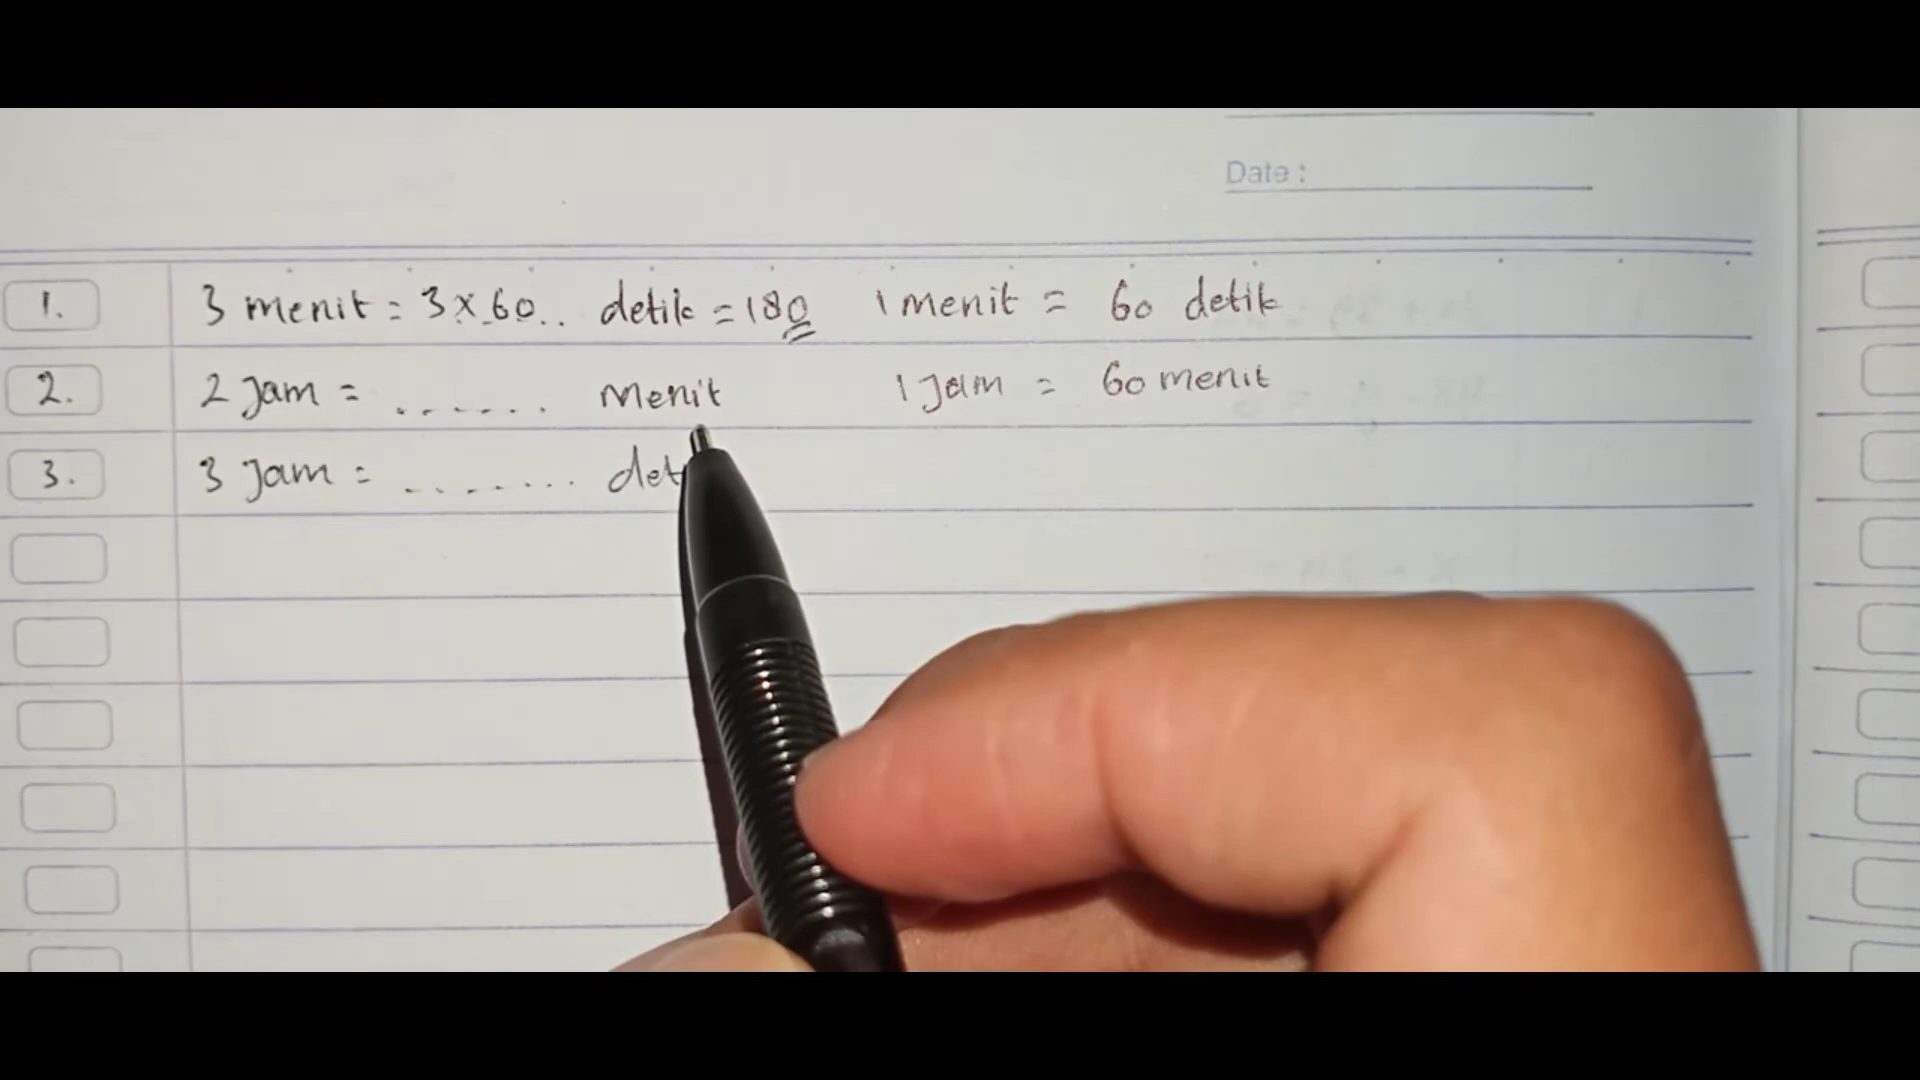 Date :
1. 3 menit = 3 x 60 .. detik = 180 1 menit = 60 detik
2. 2 Jam = ....... Menit 1 Jam = 60 menit
3. 3 Jam = ........